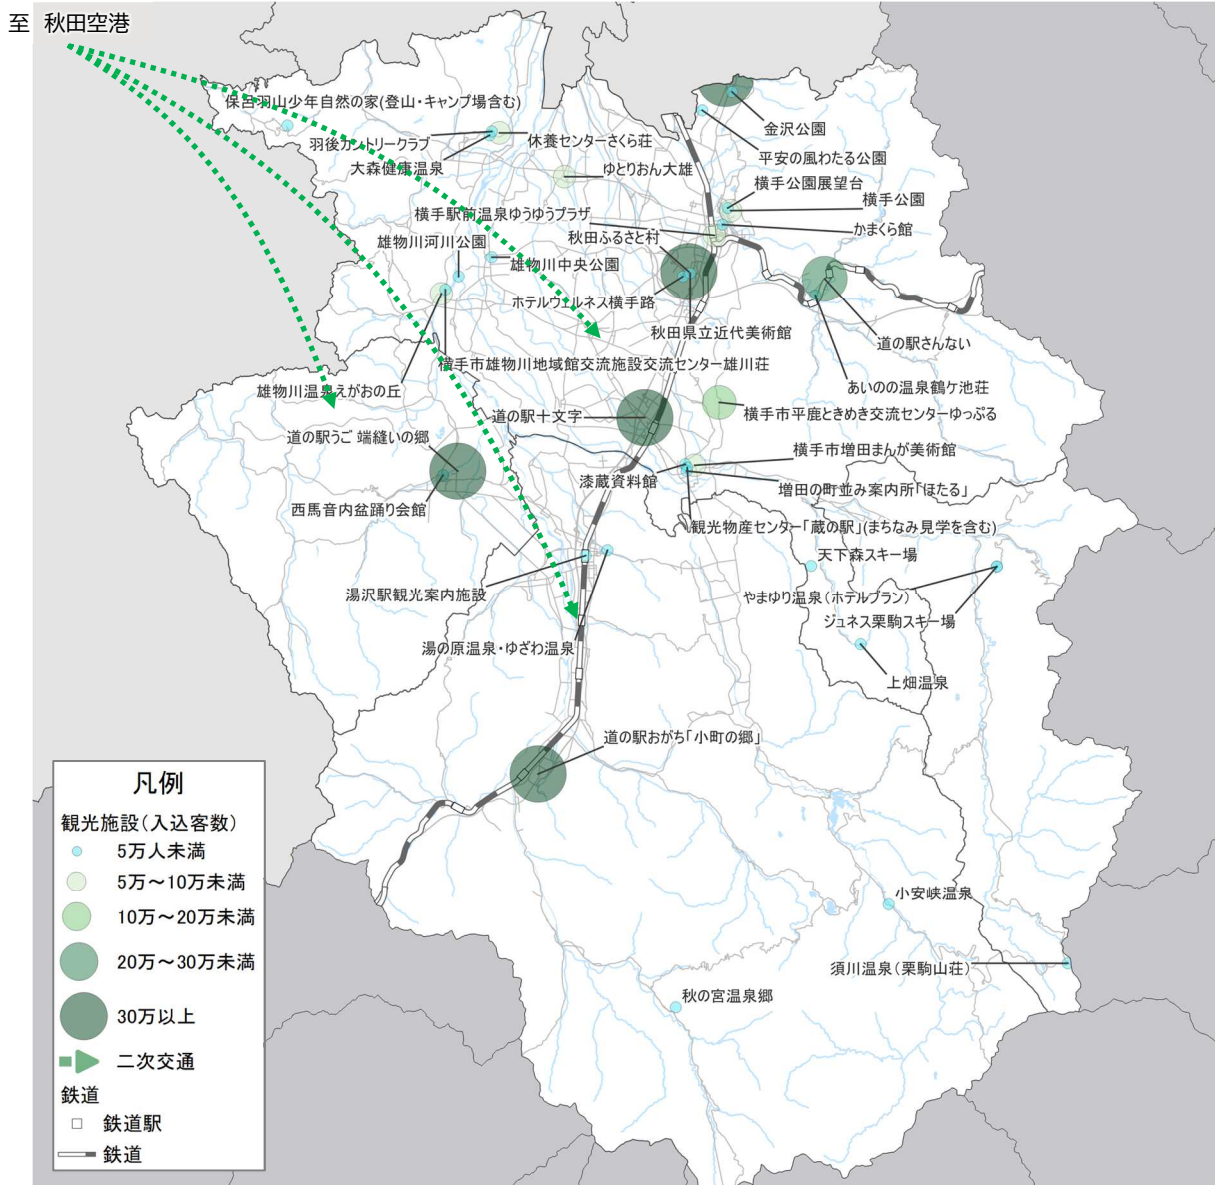 至 秋田空港
保呂羽山少年自然の家(登山・キャンプ場含む)
羽後カントリークラブ
大森健康温泉
休養センターさくら荘
ゆとりおん大雄
金沢公園
平安の風わたる公園
横手公園展望台
横手公園
かまくら館
横手駅前温泉ゆうゆうプラザ
秋田ふるさと村
雄物川河川公園
雄物川中央公園
ホテルウェルネス横手路
秋田県立近代美術館
道の駅さんない
横手市雄物川地域館交流施設交流センター雄川荘
あいのの温泉鶴ケ池荘
雄物川温泉えがおの丘
道の駅十文字
横手市平鹿ときめき交流センターゆっぷる
道の駅うご 端縫いの郷
横手市増田まんが美術館
漆蔵資料館
増田の町並み案内所「ほたる」
西馬音内盆踊り会館
観光物産センター「蔵の駅」(まちなみ見学を含む)
天下森スキー場
湯沢駅観光案内施設
やまゆり温泉(ホテルブラン)
ジュネス栗駒スキー場
湯の原温泉・ゆざわ温泉
上畑温泉
道の駅おがち「小町の郷」
小安峡温泉
須川温泉(栗駒山荘)
秋の宮温泉郷
凡例
観光施設(入込客数)
5万人未満
5万～10万未満
10万～20万未満
20万～30万未満
30万以上
二次交通
鉄道
鉄道駅
鉄道